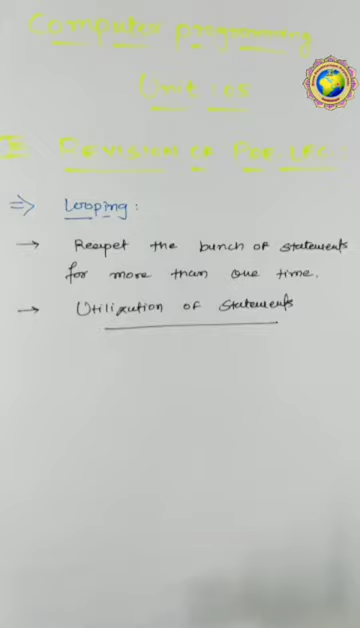 Computer programming
Unit: 05
Revision of Pre LEC:
⇒ Looping:
→ Reapet the bunch of statements
for more than one time.
→ Utilization of statements